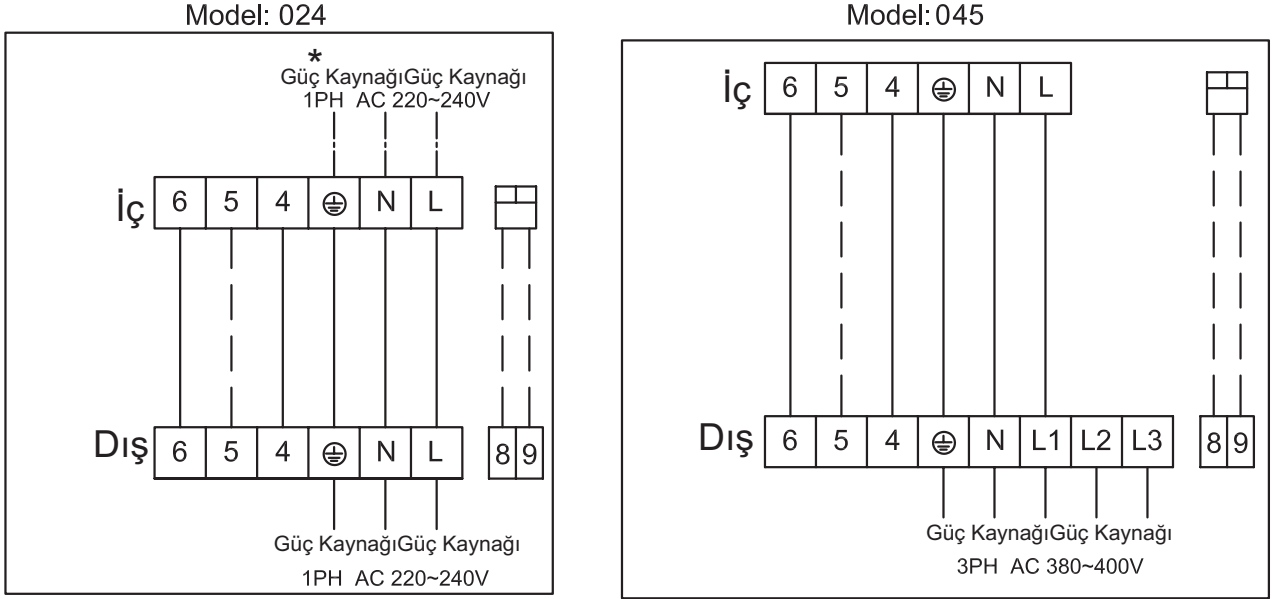 Model: 024
*
Güç KaynağıGüç Kaynağı
1PH AC 220~240V
İç 6 5 4 N L
Dış 6 5 4 N L 8 9
Güç KaynağıGüç Kaynağı
1PH AC 220~240V
Model: 045
İç 6 5 4 N L
Dış 6 5 4 N L1 L2 L3 8 9
Güç KaynağıGüç Kaynağı
3PH AC 380~400V